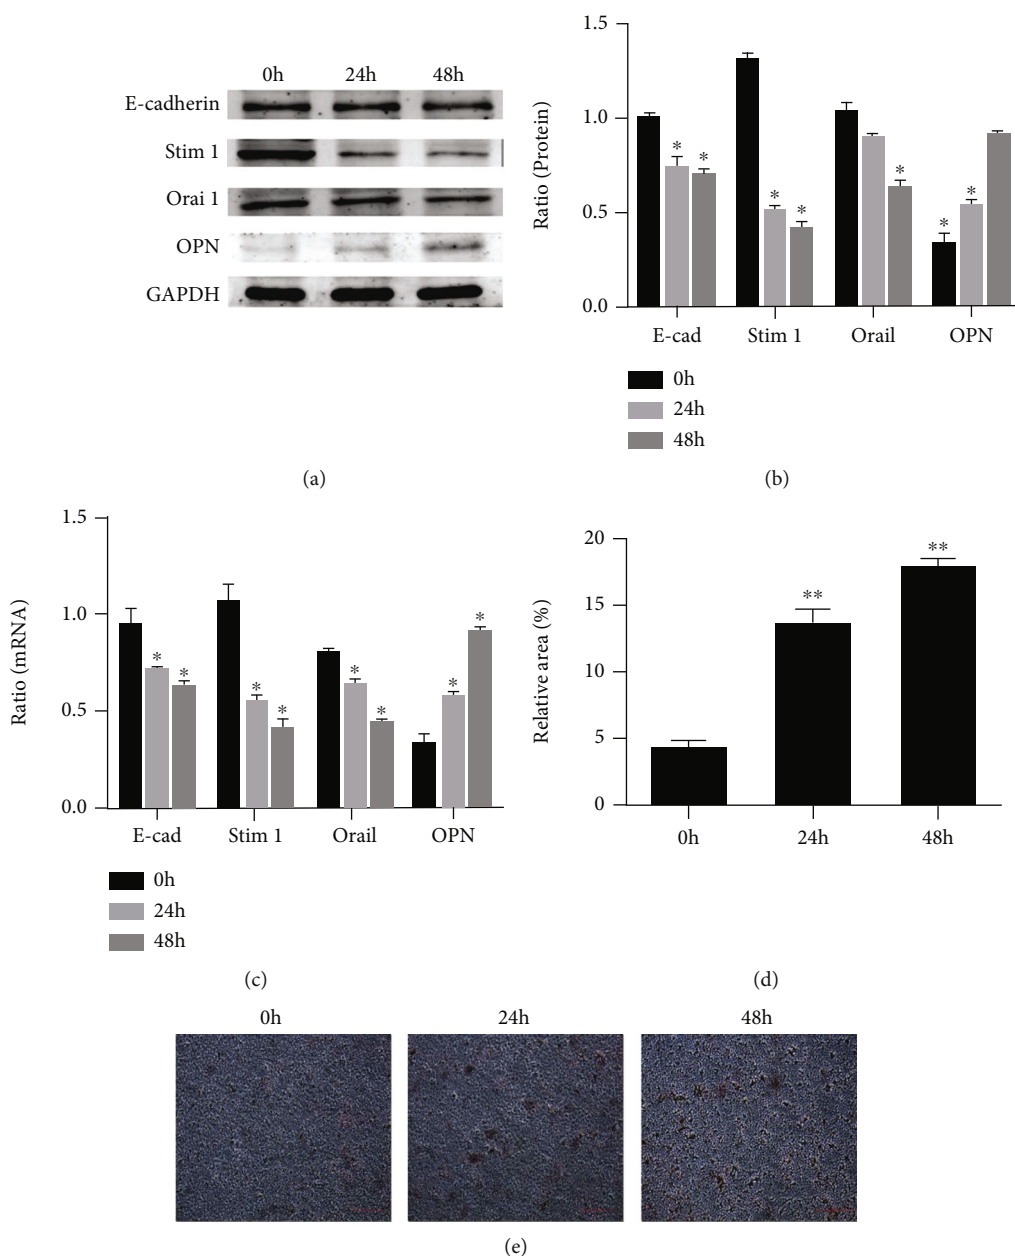 0h 24h 48h
E-cadherin
Stim 1
Orai 1
OPN
GAPDH
(a)
Ratio (Protein)
1.5
1.0
0.5
0.0
* * * * * * *
E-cad Stim 1 Orail OPN
0h
24h
48h
(b)
Ratio (mRNA)
1.5
1.0
0.5
0.0
* * * * * * * *
E-cad Stim 1 Orail OPN
0h
24h
48h
(c)
Relative area (%)
20
15
10
5
0
** **
0h 24h 48h
(d)
0h 24h 48h
(e)